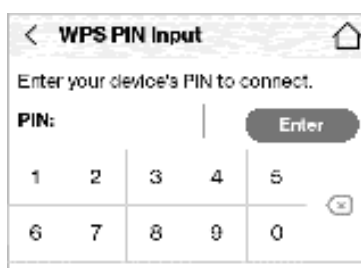 WPS PIN Input
Enter your device's PIN to connect.
PIN:
Enter
1 2 3 4 5
6 7 8 9 0